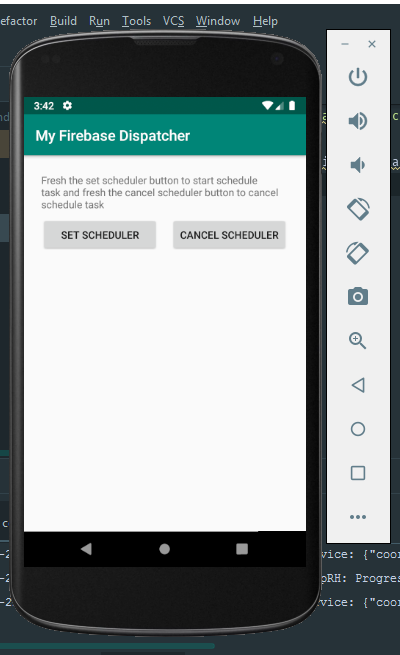 efactor Build Run Tools VCS Window Help
3:42
My Firebase Dispatcher
Fresh the set scheduler button to start schedule
task and fresh the cancel scheduler button to cancel
schedule task
SET SCHEDULER CANCEL SCHEDULER
vice: {"coor
pRH: Progres
vice: {"coor